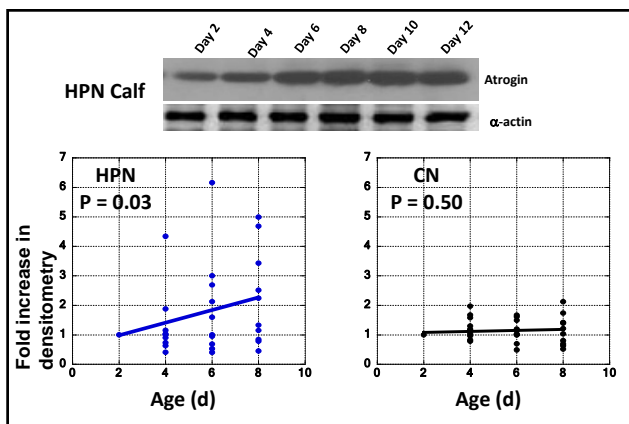 Day 2 Day 4 Day 6 Day 8 Day 10 Day 12
HPN Calf
Atrogin
α-actin
Fold increase in
densitometry
7
6
5
4
3
2
1
0
HPN
P = 0.03
0 2 4 6 8 10
Age (d)
7
6
5
4
3
2
1
0
CN
P = 0.50
0 2 4 6 8 10
Age (d)